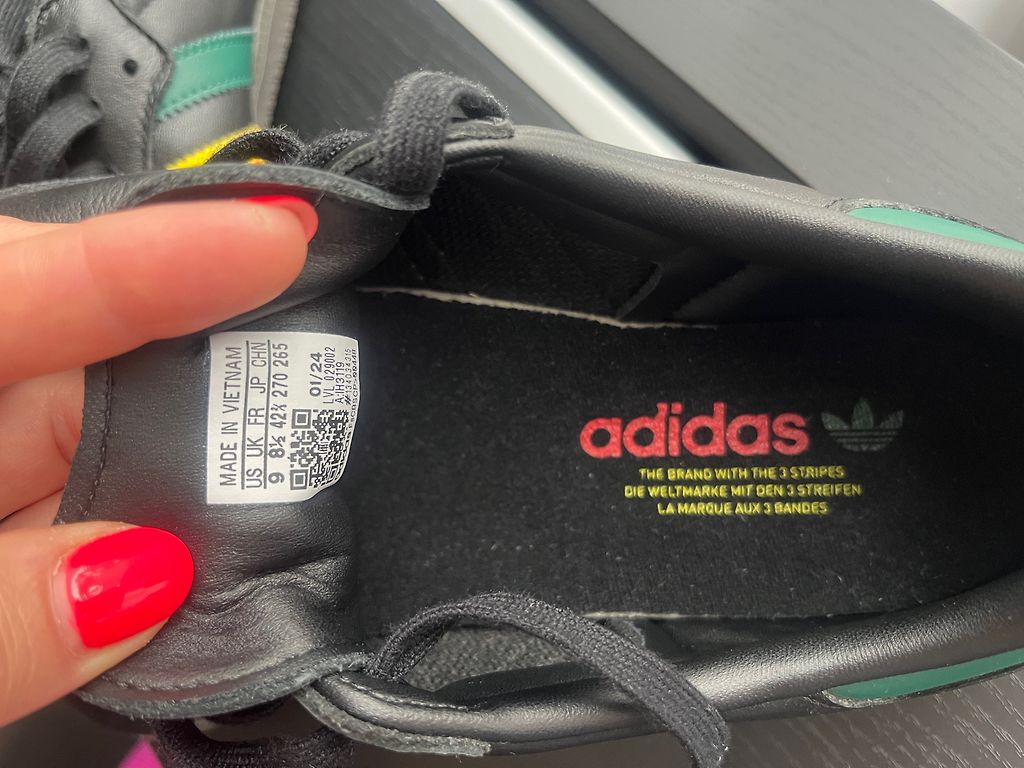 MADE IN VIETNAM
US UK FR JP CHN
9 8½ 42⅔ 270 265
01/24
LVL 029002
A:IH3119
adidas
THE BRAND WITH THE 3 STRIPES
DIE WELTMARKE MIT DEN 3 STREIFEN
LA MARQUE AUX 3 BANDES